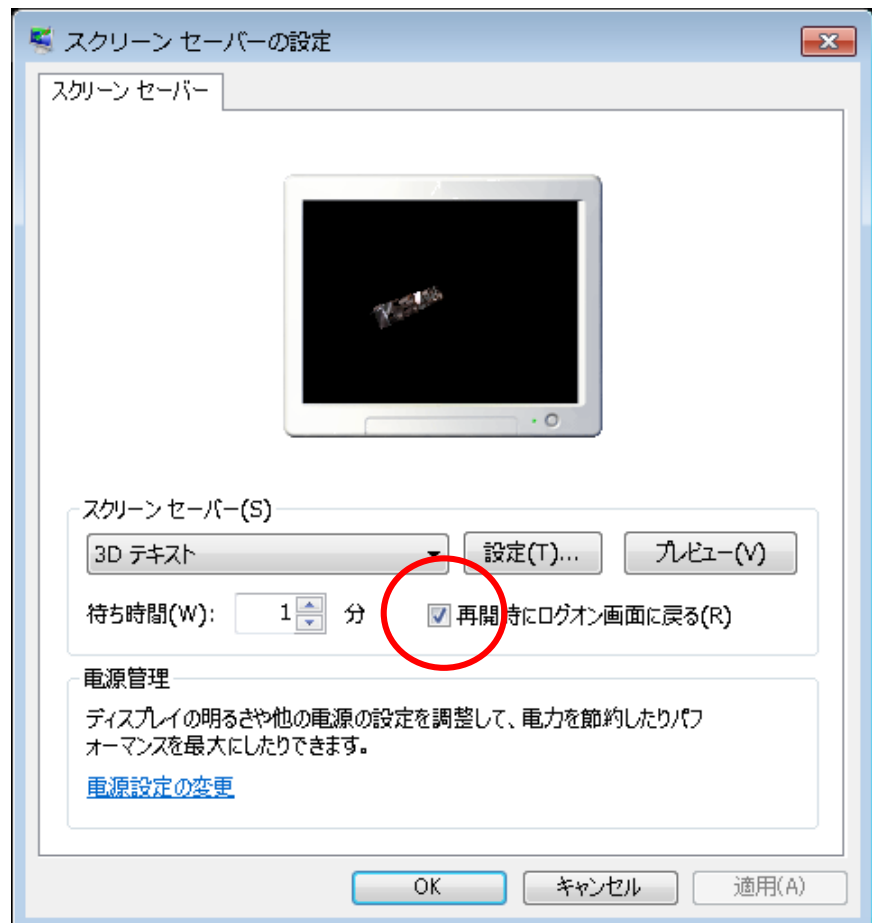 スクリーン セーバーの設定
スクリーン セーバー
スクリーン セーバー(S)
3D テキスト
設定(T)...
プレビュー(V)
待ち時間(W):
1
分
再開時にログオン画面に戻る(R)
電源管理
ディスプレイの明るさや他の電源の設定を調整して、電力を節約したりパフ
ォーマンスを最大にしたりできます。
電源設定の変更
OK
キャンセル
適用(A)